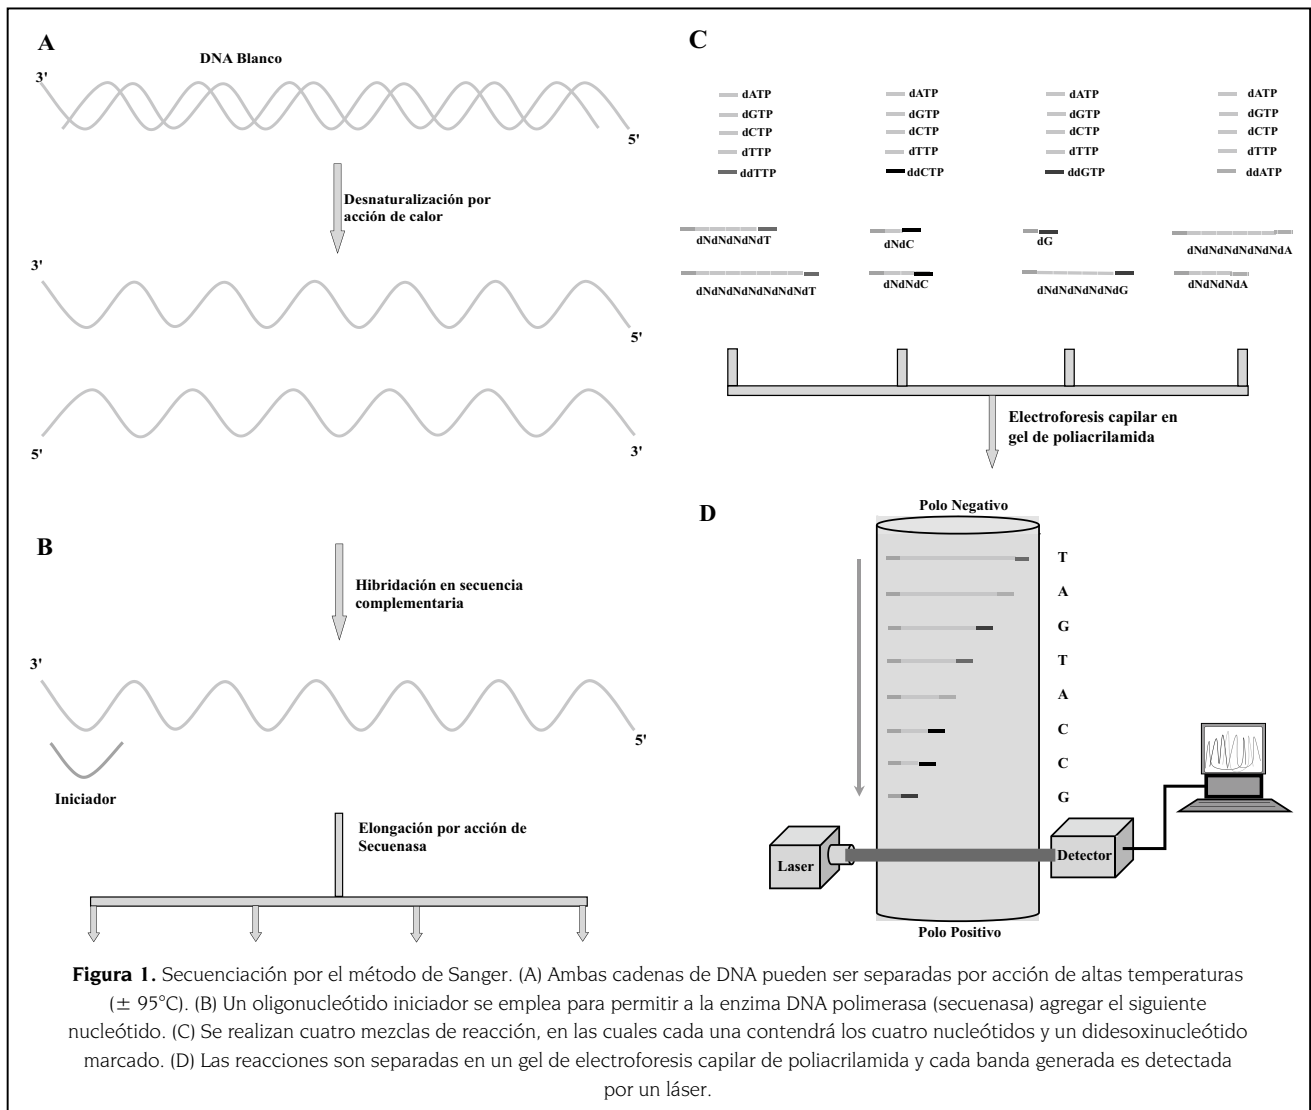 A
DNA Blanco
3'
5'
Desnaturalización por
acción de calor
3'
5'
5'
3'
B
Hibridación en secuencia
complementaria
3'
5'
Iniciador
Elongación por acción de
Secuenasa
C
dATP
dGTP
dCTP
dTTP
ddTTP
dATP
dGTP
dCTP
dTTP
ddCTP
dATP
dGTP
dCTP
dTTP
ddGTP
dATP
dGTP
dCTP
dTTP
ddATP
dNdNdNdNdT
dNdC
dG
dNdNdNdNdNdNdA
dNdNdNdNdNdNdNdT
dNdNdC
dNdNdNdNdNdG
dNdNdNdA
Electroforesis capilar en
gel de poliacrilamida
D
Polo Negativo
T
A
G
T
A
C
C
G
Laser
Detector
Polo Positivo
Figura 1. Secuenciación por el método de Sanger. (A) Ambas cadenas de DNA pueden ser separadas por acción de altas temperaturas
(± 95°C). (B) Un oligonucleótido iniciador se emplea para permitir a la enzima DNA polimerasa (secuenasa) agregar el siguiente
nucleótido. (C) Se realizan cuatro mezclas de reacción, en las cuales cada una contendrá los cuatro nucleótidos y un didesoxinucleótido
marcado. (D) Las reacciones son separadas en un gel de electroforesis capilar de poliacrilamida y cada banda generada es detectada
por un láser.